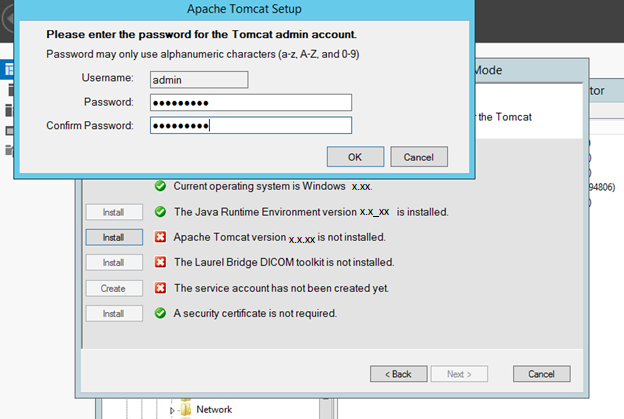 Apache Tomcat Setup
Please enter the password for the Tomcat admin account.
Password may only use alphanumeric characters (a-z, A-Z, and 0-9)
Username: admin
Password: ●●●●●●●●●
Confirm Password: ●●●●●●●●●
OK Cancel
Mode
tor
the Tomcat
94806)
Current operating system is Windows x.xx.
Install The Java Runtime Environment version x.x_xx is installed.
Install Apache Tomcat version x.x.xx is not installed.
Install The Laurel Bridge DICOM toolkit is not installed.
Create The service account has not been created yet.
Install A security certificate is not required.
< Back Next > Cancel
Network